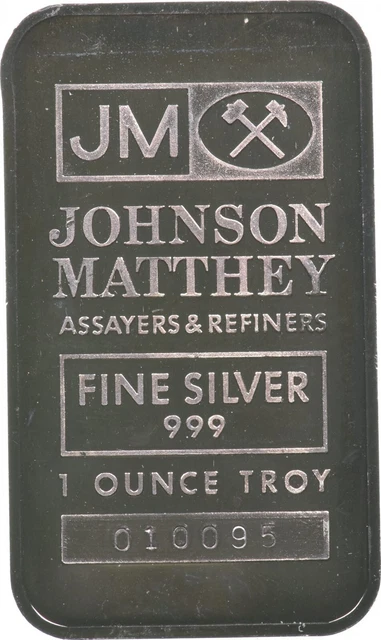 JM
JOHNSON
MATTHEY
ASSAYERS & REFINERS
FINE SILVER
999
1 OUNCE TROY
010095